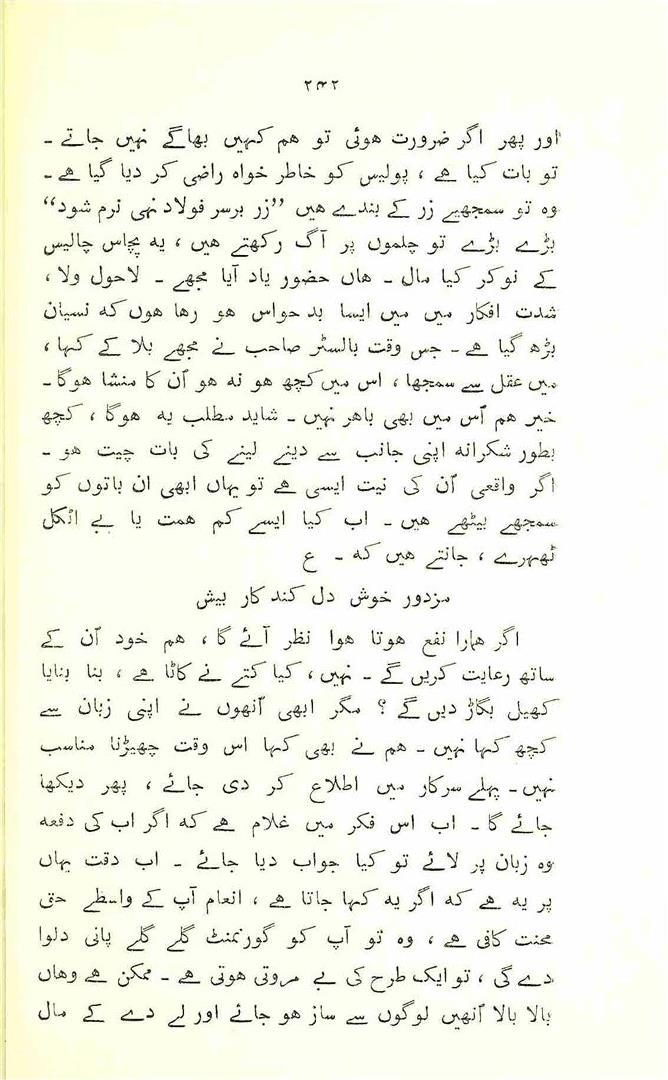 ۲۴۲
اور پھر اگر ضرورت ہوئی تو ہم کہیں بھاگے نہیں جاتے ۔
تو بات کیا ہے ، پولیس کو خاطر خواہ راضی کر دیا گیا ہے ۔
وہ تو سمجھیے زر کے بندے ہیں ”زر برسر فولاد نہی نرم شود“
بڑے بڑے تو چلموں پر آگ رکھتے ہیں ، یہ پچاس چالیس
کے نوکر کیا مال ۔ ہاں حضور یاد آیا مجھے ۔ لاحول ولا ،
شدت افکار میں میں ایسا بد حواس ہو رہا ہوں کہ نسیان
بڑھ گیا ہے ۔ جس وقت بالسٹر صاحب نے مجھے بلا کے کہا ،
میں عقل سے سمجھا ، اس میں کچھ ہو نہ ہو اُن کا منشا ہوگا ۔
خیر ہم اُس میں بھی باہر نہیں ۔ شاید مطلب یہ ہوگا ، کچھ
بطور شکرانہ اپنی جانب سے دینے لینے کی بات چیت ہو ۔
اگر واقعی اُن کی نیت ایسی ہے تو یہاں ابھی ان باتوں کو
سمجھے بیٹھے ہیں ۔ اب کیا ایسے کم ہمت یا بے اٹکل
ٹھہرے ، جانتے ہیں کہ ۔ ع
مزدور خوش دل کند کار بیش
اگر ہمارا نفع ہوتا ہوا نظر آئے گا ، ہم خود اُن کے
ساتھ رعایت کریں گے ۔ نہیں ، کیا کتے نے کاٹا ہے ، بنا بنایا
کھیل بگاڑ دیں گے ؟ مگر ابھی اُنھوں نے اپنی زبان سے
کچھ کہا نہیں ۔ ہم نے بھی کہا اس وقت چھیڑنا مناسب
نہیں ۔ پہلے سرکار میں اطلاع کر دی جائے ، پھر دیکھا
جائے گا ۔ اب اس فکر میں غلام ہے کہ اگر اب کی دفعہ
وہ زبان پر لائے تو کیا جواب دیا جائے ۔ اب دقت یہاں
پر یہ ہے کہ اگر یہ کہا جاتا ہے ، انعام آپ کے واسطے حق
محنت کافی ہے ، وہ تو آپ کو گورنمنٹ گلے گلے پانی دلوا
دے گی ، تو ایک طرح کی بے مروتی ہوتی ہے ۔ ممکن ہے وہاں
بالا بالا اُنھیں لوگوں سے ساز ہو جائے اور لے دے کے مال